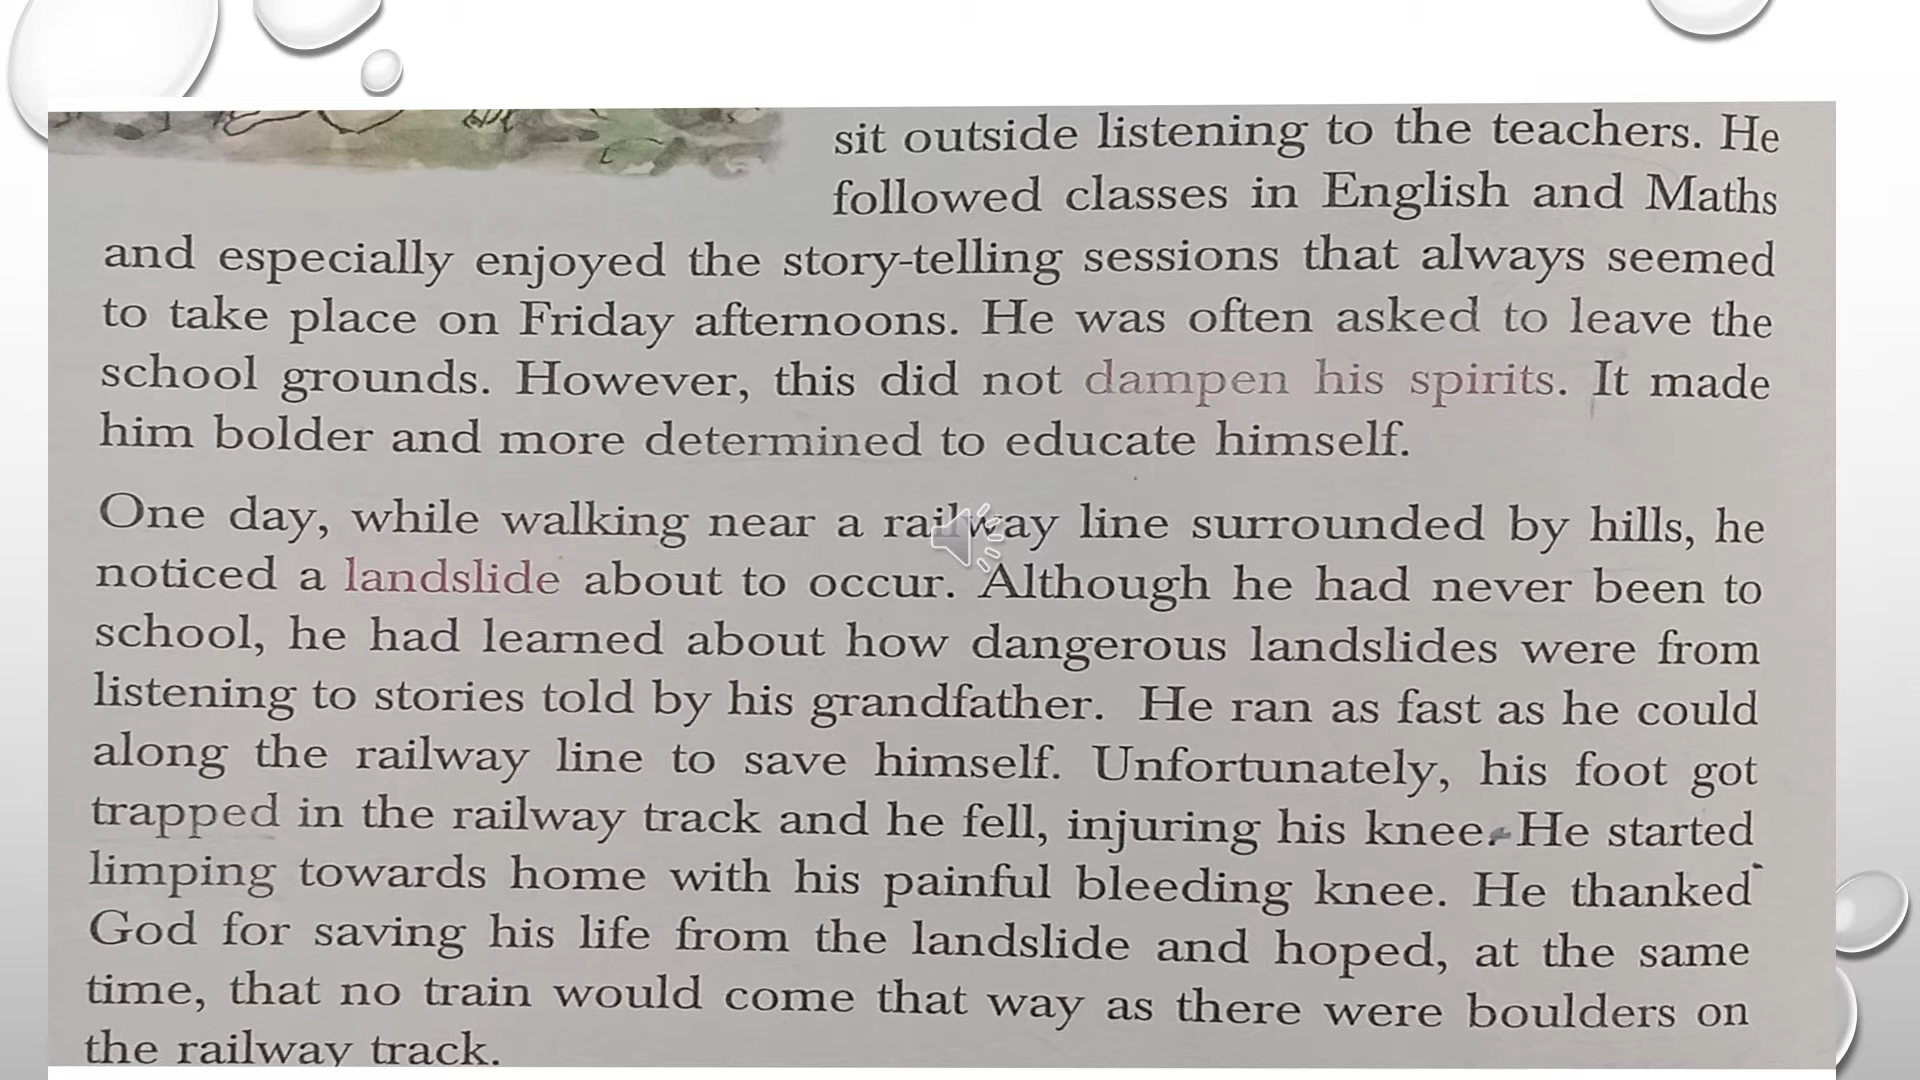 sit outside listening to the teachers. He
followed classes in English and Maths
and especially enjoyed the story-telling sessions that always seemed
to take place on Friday afternoons. He was often asked to leave the
school grounds. However, this did not dampen his spirits. It made
him bolder and more determined to educate himself.
One day, while walking near a railway line surrounded by hills, he
noticed a landslide about to occur. Although he had never been to
school, he had learned about how dangerous landslides were from
listening to stories told by his grandfather. He ran as fast as he could
along the railway line to save himself. Unfortunately, his foot got
trapped in the railway track and he fell, injuring his knee. He started
limping towards home with his painful bleeding knee. He thanked
God for saving his life from the landslide and hoped, at the same
time, that no train would come that way as there were boulders on
the railway track.